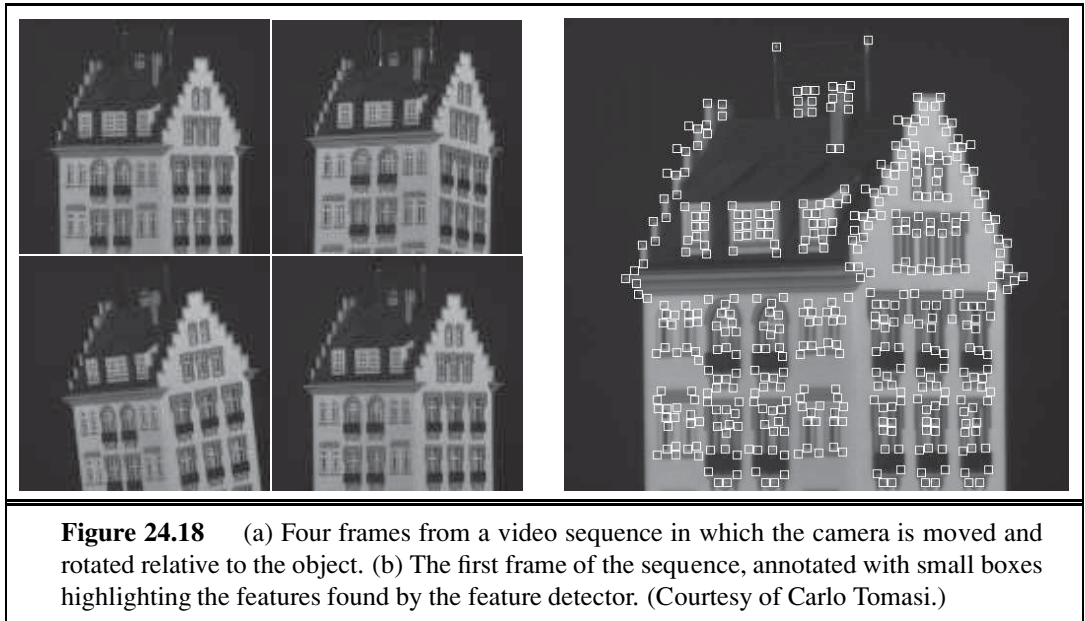 Figure 24.18 (a) Four frames from a video sequence in which the camera is moved and
rotated relative to the object. (b) The first frame of the sequence, annotated with small boxes
highlighting the features found by the feature detector. (Courtesy of Carlo Tomasi.)